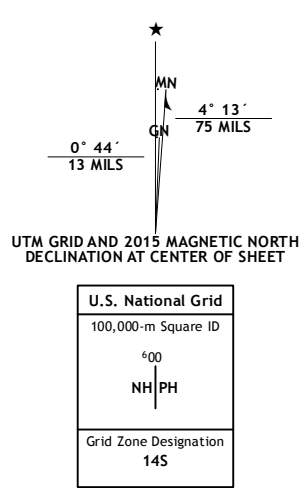 ★
MN
GN
4° 13´
75 MILS
0° 44´
13 MILS
UTM GRID AND 2015 MAGNETIC NORTH
DECLINATION AT CENTER OF SHEET
U.S. National Grid
100,000-m Square ID
⁶00
NH PH
Grid Zone Designation
14S